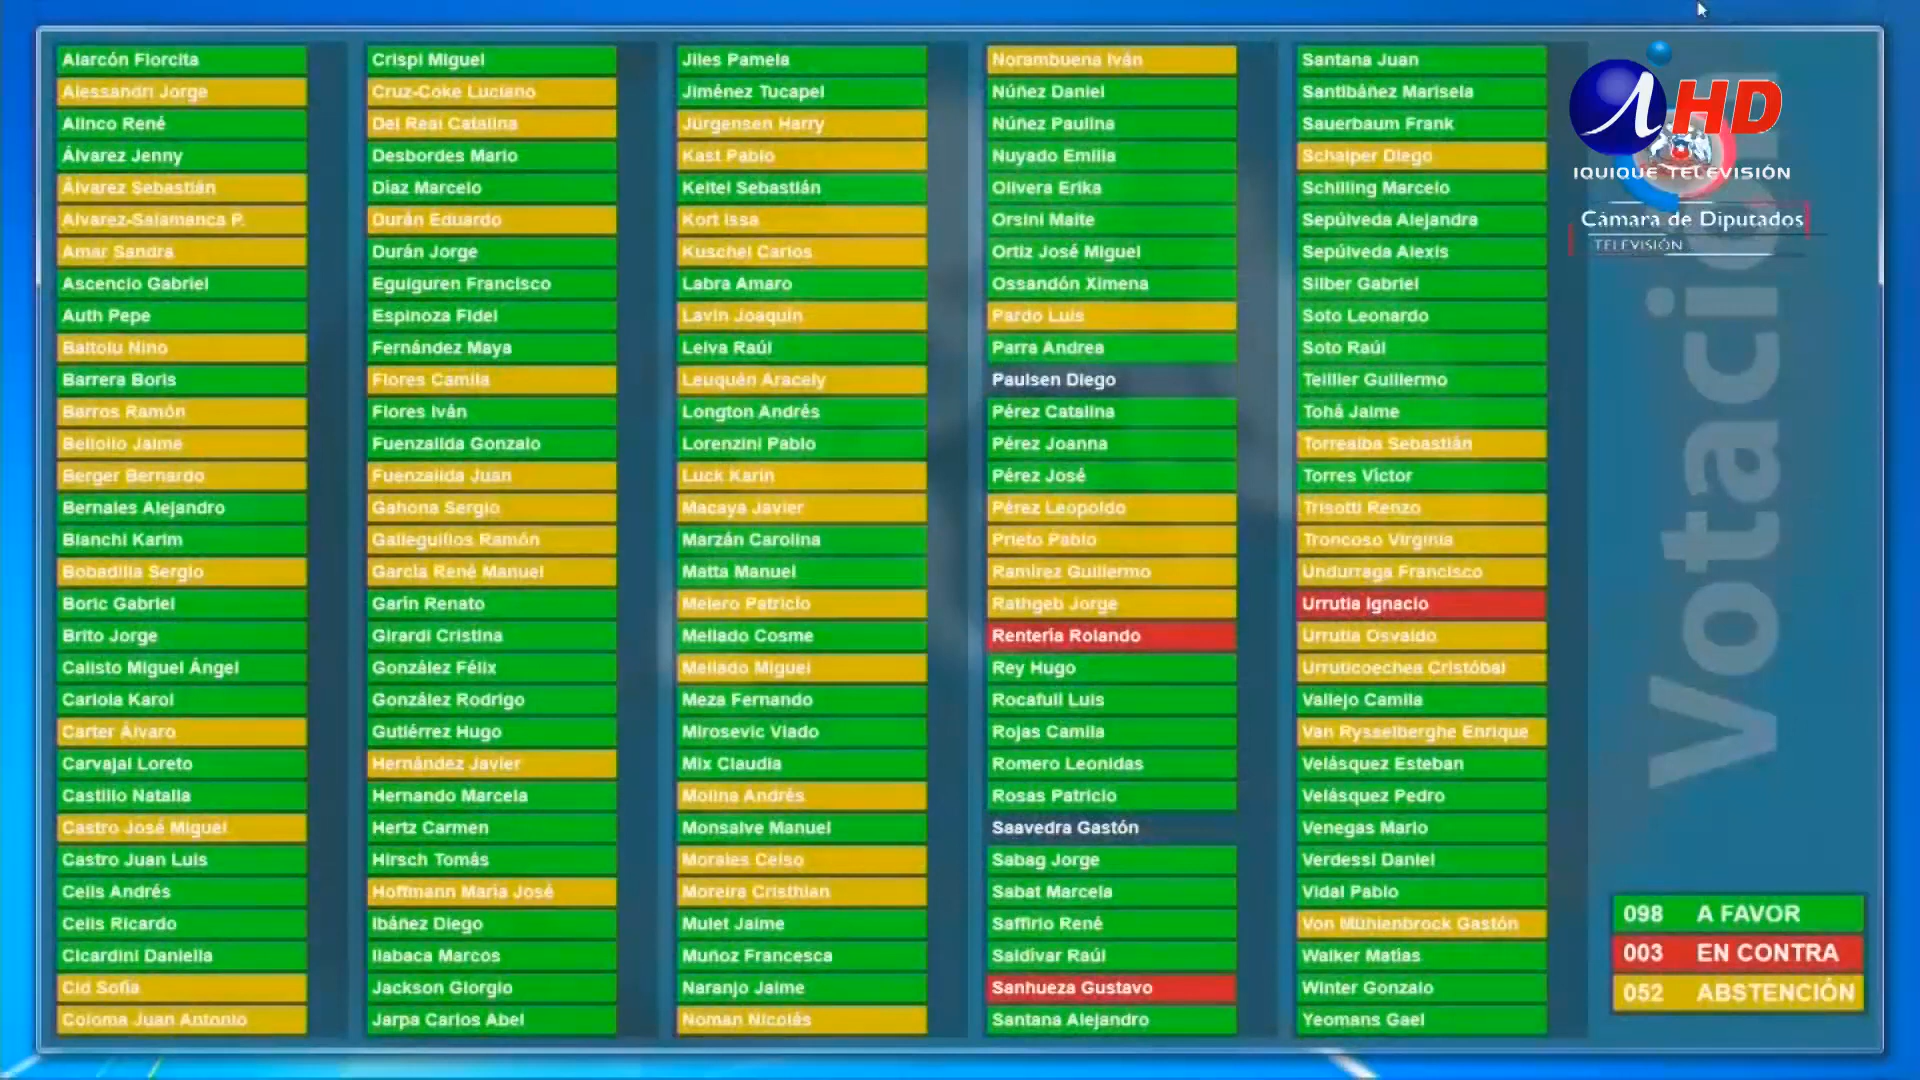 Alarcón Florcita
Alessandri Jorge
Alinco René
Álvarez Jenny
Álvarez Sebastián
Alvarez-Salamanca P.
Amar Sandra
Ascencio Gabriel
Auth Pepe
Baltolu Nino
Barrera Boris
Barros Ramón
Bellolio Jaime
Berger Bernardo
Bernales Alejandro
Bianchi Karim
Bobadilla Sergio
Boric Gabriel
Brito Jorge
Calisto Miguel Ángel
Cariola Karol
Carter Álvaro
Carvajal Loreto
Castillo Natalia
Castro José Miguel
Castro Juan Luis
Celis Andrés
Celis Ricardo
Cicardini Daniella
Cid Sofía
Coloma Juan Antonio
Crispi Miguel
Cruz-Coke Luciano
Del Real Catalina
Desbordes Mario
Díaz Marcelo
Durán Eduardo
Durán Jorge
Eguiguren Francisco
Espinoza Fidel
Fernández Maya
Flores Camila
Flores Iván
Fuenzalida Gonzalo
Fuenzalida Juan
Gahona Sergio
Galleguillos Ramón
García René Manuel
Garín Renato
Girardi Cristina
González Félix
González Rodrigo
Gutiérrez Hugo
Hernández Javier
Hernando Marcela
Hertz Carmen
Hirsch Tomás
Hoffmann María José
Ibáñez Diego
Ilabaca Marcos
Jackson Giorgio
Jarpa Carlos Abel
Jiles Pamela
Jiménez Tucapel
Jürgensen Harry
Kast Pablo
Keitel Sebastián
Kort Issa
Kuschel Carlos
Labra Amaro
Lavín Joaquín
Leiva Raúl
Leuquén Aracely
Longton Andrés
Lorenzini Pablo
Luck Karin
Macaya Javier
Marzán Carolina
Matta Manuel
Melero Patricio
Mellado Cosme
Mellado Miguel
Meza Fernando
Mirosevic Vlado
Mix Claudia
Molina Andrés
Monsalve Manuel
Morales Celso
Moreira Cristhian
Mulet Jaime
Muñoz Francesca
Naranjo Jaime
Noman Nicolás
Norambuena Iván
Núñez Daniel
Núñez Paulina
Nuyado Emilia
Olivera Erika
Orsini Maite
Ortiz José Miguel
Ossandón Ximena
Pardo Luis
Parra Andrea
Paulsen Diego
Pérez Catalina
Pérez Joanna
Pérez José
Pérez Leopoldo
Prieto Pablo
Ramírez Guillermo
Rathgeb Jorge
Rentería Rolando
Rey Hugo
Rocafull Luis
Rojas Camila
Romero Leonidas
Rosas Patricio
Saavedra Gastón
Sabag Jorge
Sabat Marcela
Saffirio René
Saldívar Raúl
Sanhueza Gustavo
Santana Alejandro
Santana Juan
Santibáñez Marisela
Sauerbaum Frank
Schalper Diego
Schilling Marcelo
Sepúlveda Alejandra
Sepúlveda Alexis
Silber Gabriel
Soto Leonardo
Soto Raúl
Teillier Guillermo
Tohá Jaime
Torrealba Sebastián
Torres Víctor
Trisotti Renzo
Troncoso Virginia
Undurraga Francisco
Urrutia Ignacio
Urrutia Osvaldo
Urruticoechea Cristóbal
Vallejo Camila
Van Rysselberghe Enrique
Velásquez Esteban
Velásquez Pedro
Venegas Mario
Verdessi Daniel
Vidal Pablo
Von Mühlenbrock Gastón
Walker Matías
Winter Gonzalo
Yeomans Gael
HD
IQUIQUE TELEVISIÓN
Cámara de Diputados
TELEVISIÓN
Votación
098 A FAVOR
003 EN CONTRA
052 ABSTENCIÓN